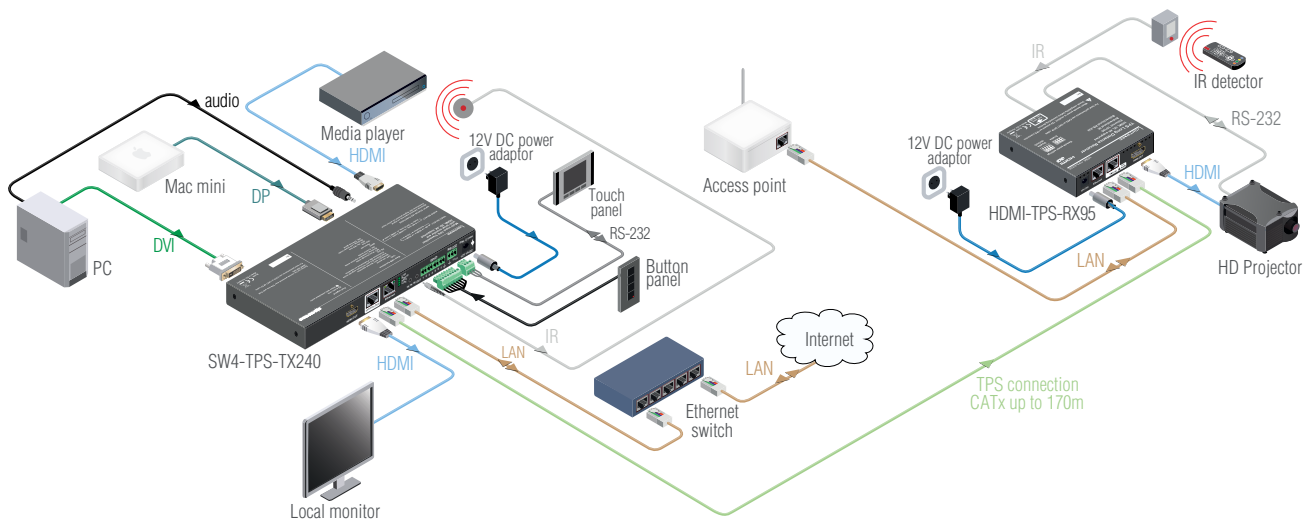 audio
Media player
HDMI
Mac mini
DP
DVI
PC
12V DC power
adaptor
Touch
panel
RS-232
Button
panel
IR
SW4-TPS-TX240
HDMI
LAN
Local monitor
Ethernet
switch
LAN
Internet
Access point
IR
IR detector
RS-232
12V DC power
adaptor
HDMI-TPS-RX95
HDMI
LAN
HD Projector
TPS connection
CATx up to 170m